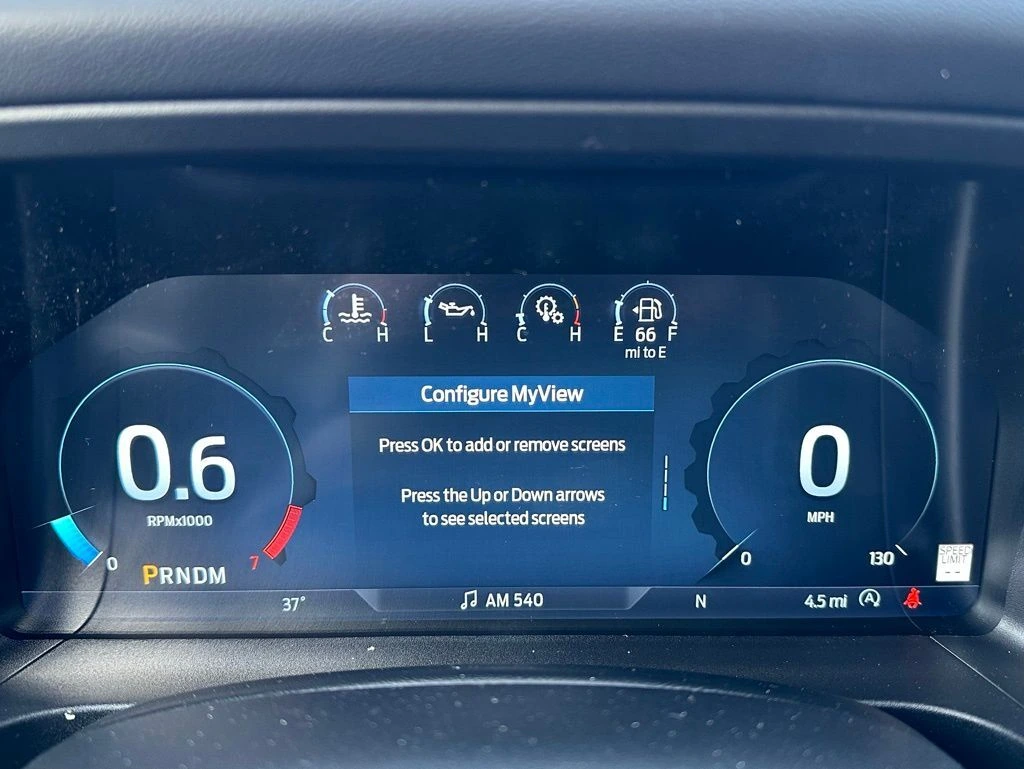 C H
L H
C H
E 66 F
mi to E
Configure MyView
Press OK to add or remove screens
Press the Up or Down arrows
to see selected screens
0.6
RPMx1000
0 7
PRNDM
0
MPH
0 130
SPEED
LIMIT
--
37°
AM 540
N
4.5 mi
A